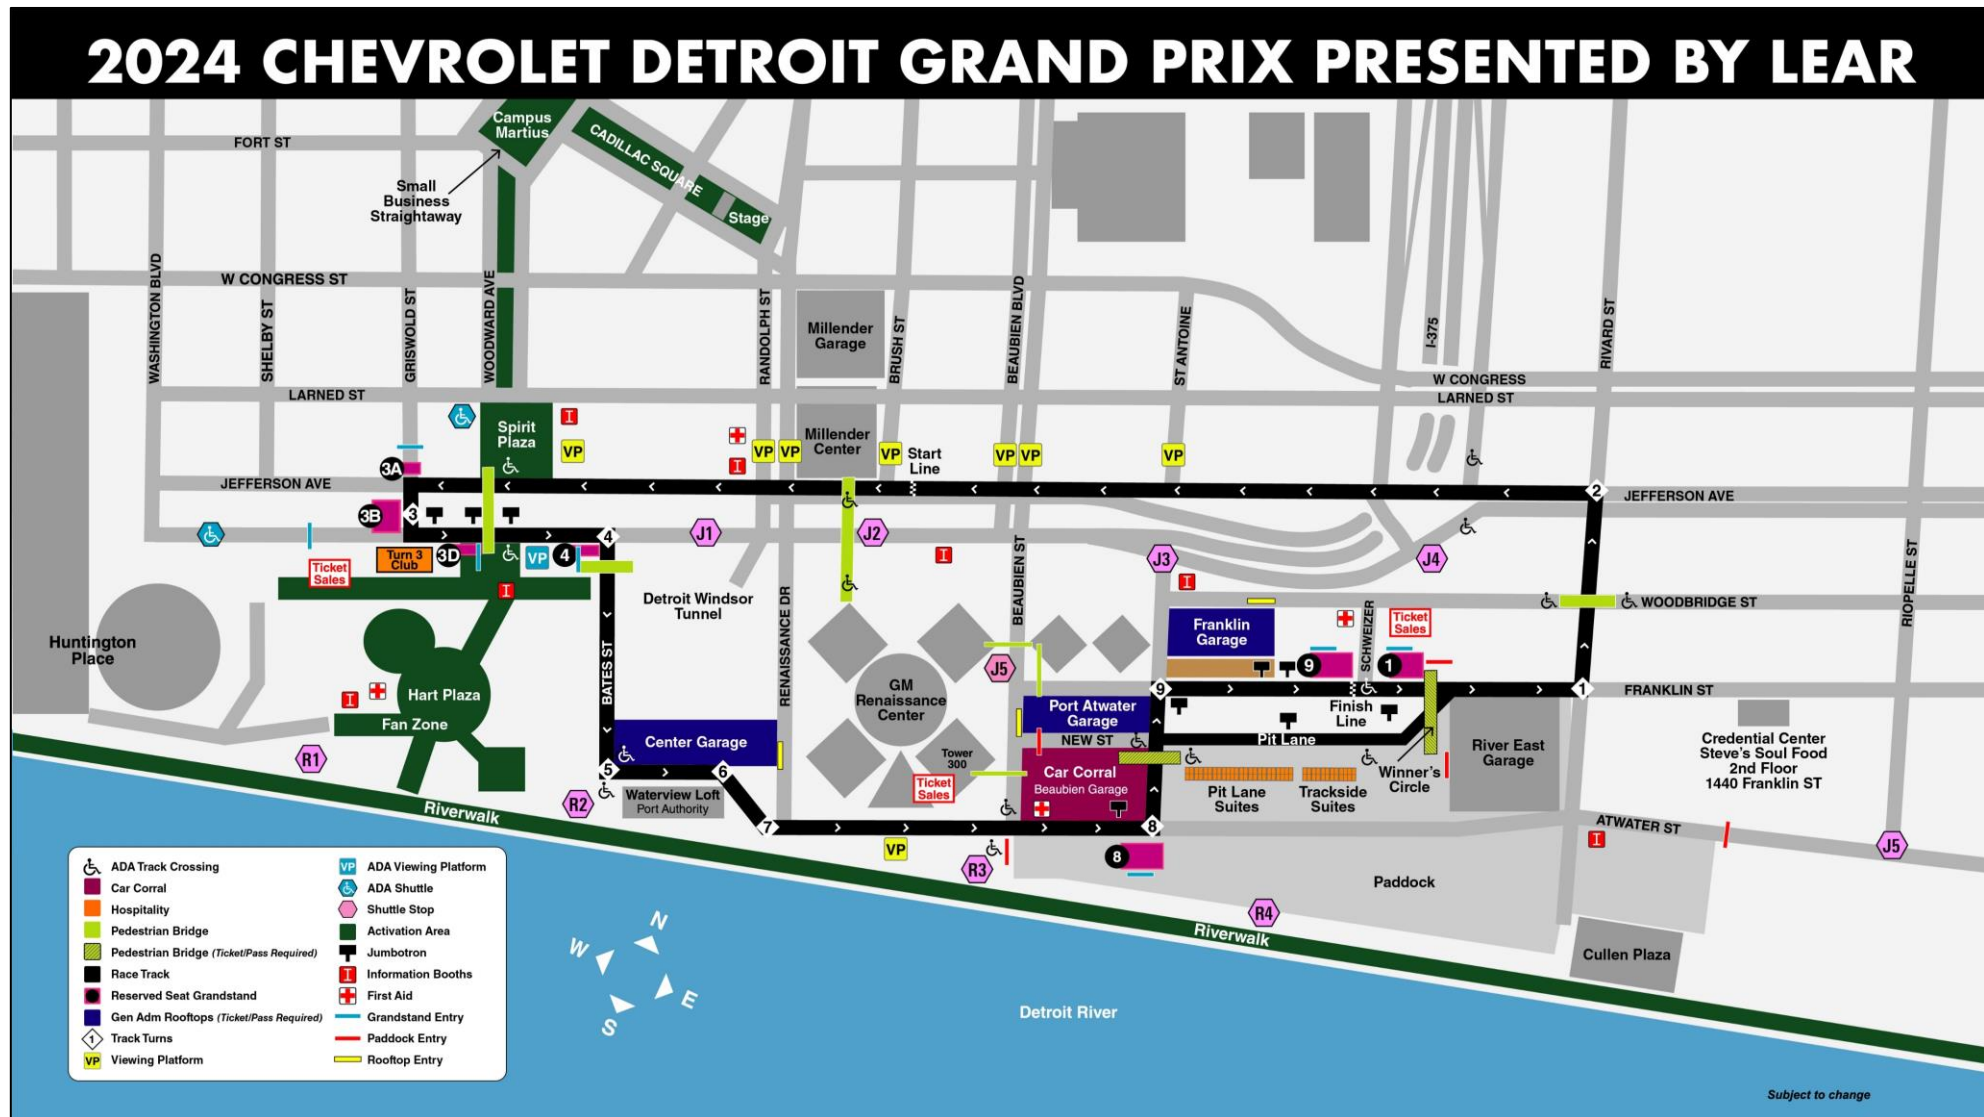 2024 CHEVROLET DETROIT GRAND PRIX PRESENTED BY LEAR
Campus
Martius
CADILLAC SQUARE
Stage
FORT ST
Small
Business
Straightaway
W CONGRESS ST
WASHINGTON BLVD
SHELBY ST
GRISWOLD ST
WOODWARD AVE
RANDOLPH ST
Millender
Garage
BRUSH ST
BEAUBIEN BLVD
ST ANTOINE
I-375
RIVARD ST
W CONGRESS
LARNED ST
LARNED ST
Spirit
Plaza
I
VP
I
VP
VP
Millender
Center
VP
Start
Line
VP
VP
VP
3A
JEFFERSON AVE
2
JEFFERSON AVE
3B
3
4
J1
J2
Turn 3
Club
3D
VP
4
Ticket
Sales
I
I
J3
I
J4
BEAUBIEN ST
RIOPELLE ST
Detroit Windsor
Tunnel
RENAISSANCE DR
WOODBRIDGE ST
Huntington
Place
BATES ST
Franklin
Garage
SCHWEIZER
Ticket
Sales
J5
9
1
I
Hart Plaza
Fan Zone
GM
Renaissance
Center
9
1
FRANKLIN ST
Port Atwater
Garage
Finish
Line
NEW ST
Pit Lane
Center Garage
R1
Tower
300
Car Corral
Beaubien Garage
Ticket
Sales
5
6
Waterview Loft
Port Authority
Pit Lane
Suites
Trackside
Suites
Winner's
Circle
River East
Garage
Credential Center
Steve's Soul Food
2nd Floor
1440 Franklin ST
R2
Riverwalk
7
8
ATWATER ST
I
J5
VP
R3
8
Paddock
R4
Riverwalk
Cullen Plaza
ADA Track Crossing
Car Corral
Hospitality
Pedestrian Bridge
Pedestrian Bridge (Ticket/Pass Required)
Race Track
Reserved Seat Grandstand
Gen Adm Rooftops (Ticket/Pass Required)
1 Track Turns
VP Viewing Platform
VP ADA Viewing Platform
ADA Shuttle
Shuttle Stop
Activation Area
Jumbotron
I Information Booths
First Aid
Grandstand Entry
Paddock Entry
Rooftop Entry
N
W
E
S
Detroit River
Subject to change